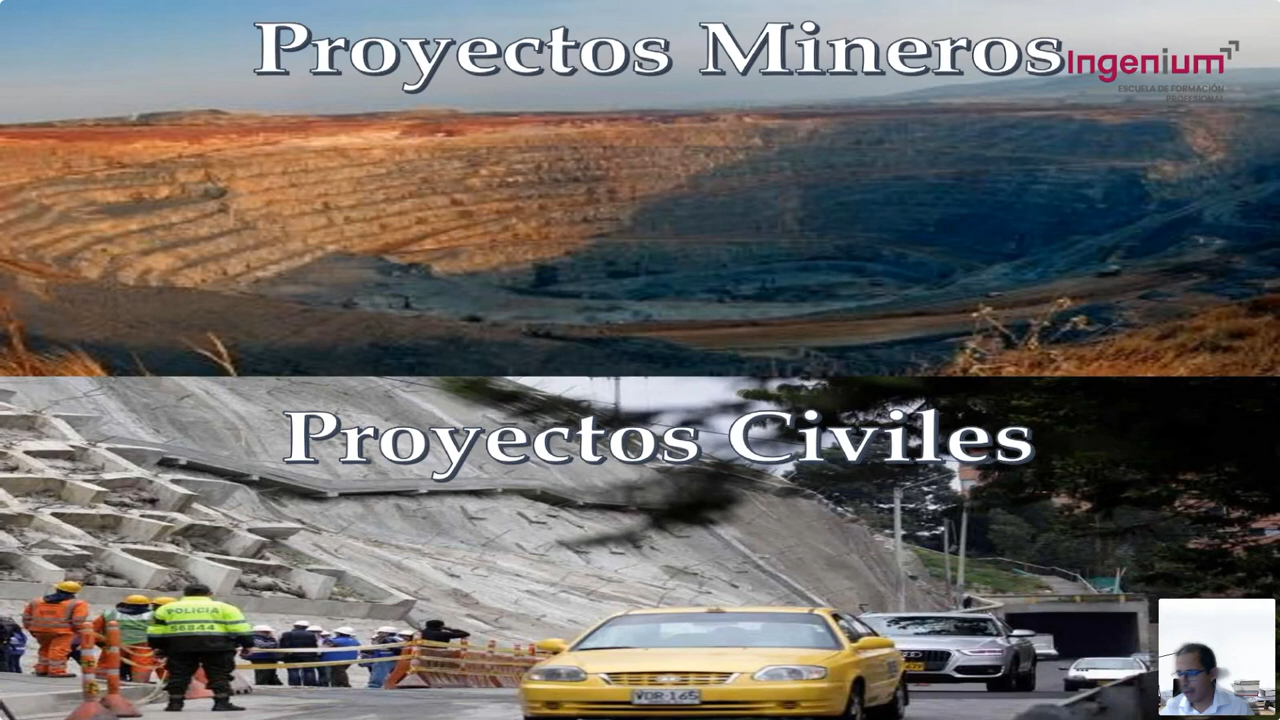 Proyectos Mineros
Ingenium
ESCUELA DE FORMACIÓN
PROFESIONAL
Proyectos Civiles
POLICIA
56844
VDR-165